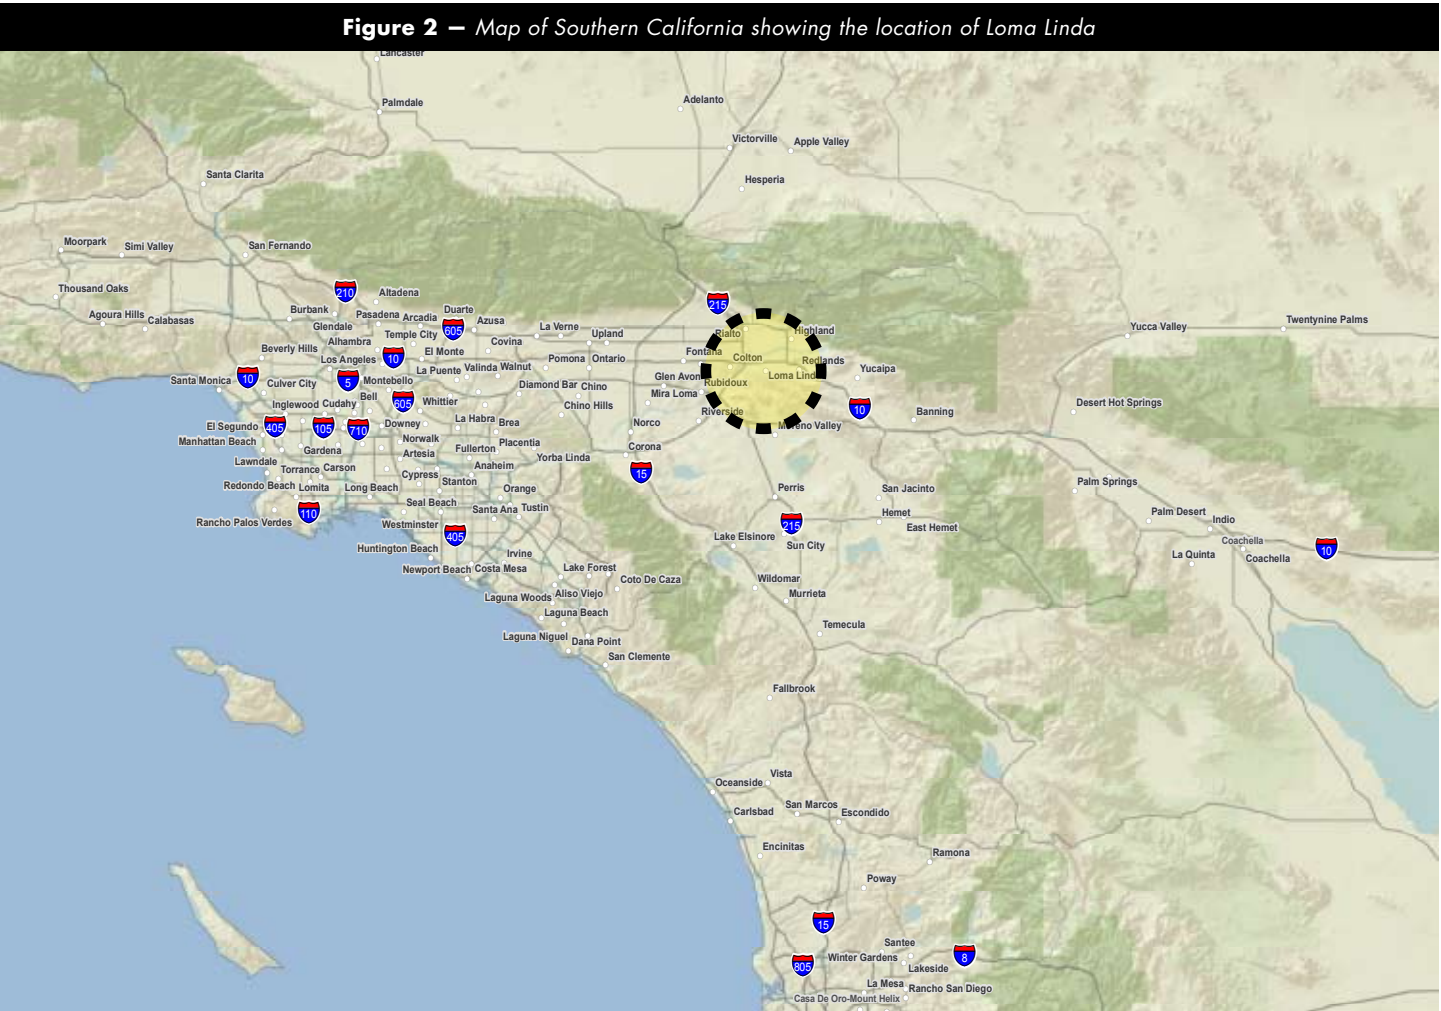 Figure 2 — Map of Southern California showing the location of Loma Linda
Lancaster
Palmdale
Adelanto
Victorville
Apple Valley
Santa Clarita
Hesperia
Moorpark
Simi Valley
San Fernando
Thousand Oaks
210
Altadena
215
Agoura Hills
Calabasas
Burbank
Pasadena
Arcadia
Duarte
Azusa
Glendale
Temple City
605
La Verne
Upland
Rialto
Highland
Yucca Valley
Twentynine Palms
Alhambra
Covina
Beverly Hills
Los Angeles
10
El Monte
Pomona
Ontario
Fontana
Colton
Redlands
Santa Monica
10
Culver City
5
Montebello
La Puente
Valinda
Walnut
Glen Avon
Rubidoux
Loma Linda
Yucaipa
Bell
605
Whittier
Diamond Bar
Chino
Mira Loma
Inglewood
Cudahy
Chino Hills
Riverside
10
Banning
Desert Hot Springs
El Segundo
405
105
710
Downey
La Habra
Brea
Norco
Moreno Valley
Manhattan Beach
Gardena
Norwalk
Placentia
Corona
Lawndale
Artesia
Fullerton
Yorba Linda
Torrance
Carson
Cypress
Anaheim
15
Redondo Beach
Lomita
Long Beach
Stanton
Orange
Perris
San Jacinto
Palm Springs
Rancho Palos Verdes
110
Seal Beach
Santa Ana
Tustin
Hemet
Palm Desert
Westminster
405
215
East Hemet
Indio
Lake Elsinore
Sun City
Coachella
Huntington Beach
Irvine
La Quinta
Coachella
10
Newport Beach
Costa Mesa
Lake Forest
Coto De Caza
Wildomar
Laguna Woods
Aliso Viejo
Murrieta
Laguna Beach
Temecula
Laguna Niguel
Dana Point
San Clemente
Fallbrook
Oceanside
Vista
Carlsbad
San Marcos
Escondido
Encinitas
Ramona
Poway
15
Santee
805
Winter Gardens
8
Lakeside
La Mesa
Rancho San Diego
Casa De Oro-Mount Helix